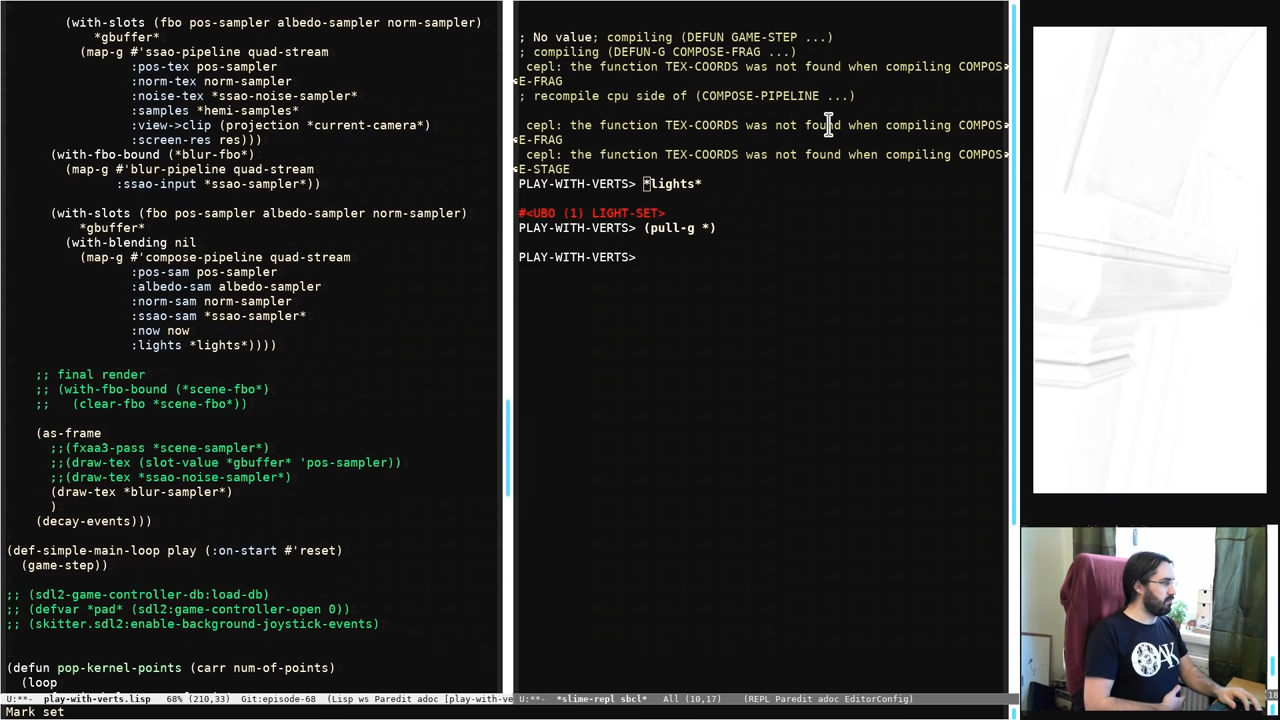 (with-slots (fbo pos-sampler albedo-sampler norm-sampler)
*gbuffer*
(map-g #'ssao-pipeline quad-stream
:pos-tex pos-sampler
:norm-tex norm-sampler
:noise-tex *ssao-noise-sampler*
:samples *hemi-samples*
:view->clip (projection *current-camera*)
:screen-res res)))
(with-fbo-bound (*blur-fbo*)
(map-g #'blur-pipeline quad-stream
:ssao-input *ssao-sampler*))
(with-slots (fbo pos-sampler albedo-sampler norm-sampler)
*gbuffer*
(with-blending nil
(map-g #'compose-pipeline quad-stream
:pos-sam pos-sampler
:albedo-sam albedo-sampler
:norm-sam norm-sampler
:ssao-sam *ssao-sampler*
:now now
:lights *lights*))))
;; final render
;; (with-fbo-bound (*scene-fbo*)
;;   (clear-fbo *scene-fbo*))
(as-frame
;;(fxaa3-pass *scene-sampler*)
;;(draw-tex (slot-value *gbuffer* 'pos-sampler))
;;(draw-tex *ssao-noise-sampler*)
(draw-tex *blur-sampler*)
)
(decay-events)))
(def-simple-main-loop play (:on-start #'reset)
(game-step))
;; (sdl2-game-controller-db:load-db)
;; (defvar *pad* (sdl2:game-controller-open 0))
;; (skitter.sdl2:enable-background-joystick-events)
(defun pop-kernel-points (carr num-of-points)
(loop
U:**-  play-with-verts.lisp   68% (210,33)   Git:episode-68   (Lisp ws Paredit adoc [play-with-ve
Mark set
; No value; compiling (DEFUN GAME-STEP ...)
; compiling (DEFUN-G COMPOSE-FRAG ...)
cepl: the function TEX-COORDS was not found when compiling COMPOS
E-FRAG
; recompile cpu side of (COMPOSE-PIPELINE ...)
cepl: the function TEX-COORDS was not found when compiling COMPOS
E-FRAG
cepl: the function TEX-COORDS was not found when compiling COMPOS
E-STAGE
PLAY-WITH-VERTS> *lights*
#<UBO (1) LIGHT-SET>
PLAY-WITH-VERTS> (pull-g *)
PLAY-WITH-VERTS>
U:**-  *slime-repl sbcl*   All (10,17)   (REPL Paredit adoc EditorConfig)
18